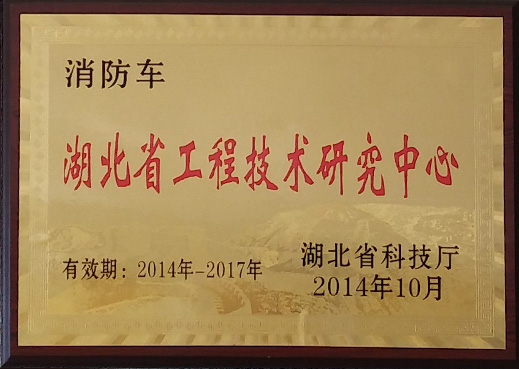 消防车
湖北省工程技术研究中心
有效期：2014年-2017年
湖北省科技厅
2014年10月